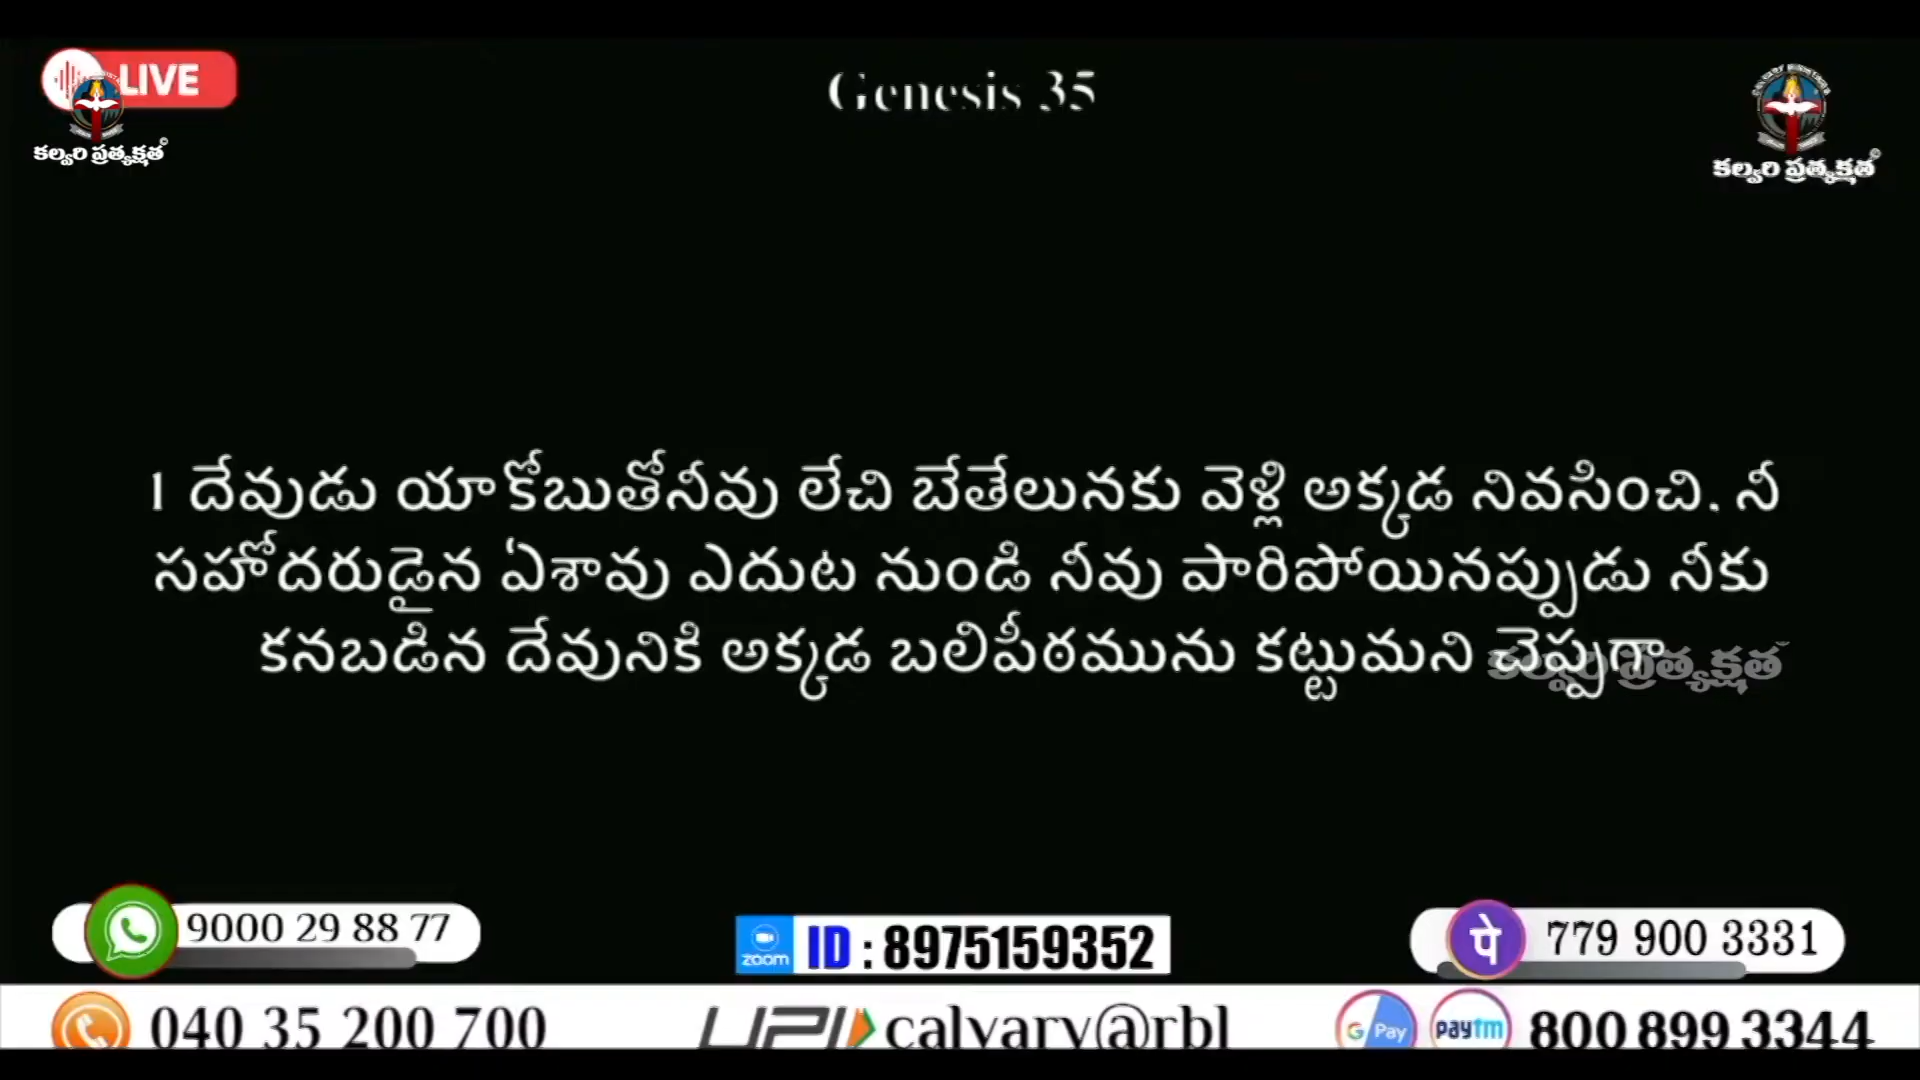 LIVE
Genesis 35
కల్వరి ప్రత్యక్షత
కల్వరి ప్రత్యక్షత
1 దేవుడు యాకోబుతోనీవు లేచి బేతేలునకు వెళ్లి అక్కడ నివసించి. నీ
సహోదరుడైన ఏశావు ఎదుట నుండి నీవు పారిపోయినప్పుడు నీకు
కనబడిన దేవునికి అక్కడ బలిపీఠమును కట్టుమని చెప్పుగా
కల్వరి ప్రత్యక్షత
9000 29 88 77
zoom ID : 8975159352
పే 779 900 3331
040 35 200 700
UPI calvary@rbl
G Pay paytm 800 899 3344